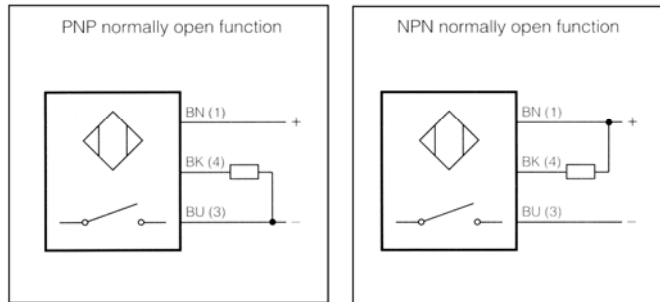 PNP normally open function
BN (1)
+
BK (4)
BU (3)
–
NPN normally open function
BN (1)
+
BK (4)
BU (3)
–